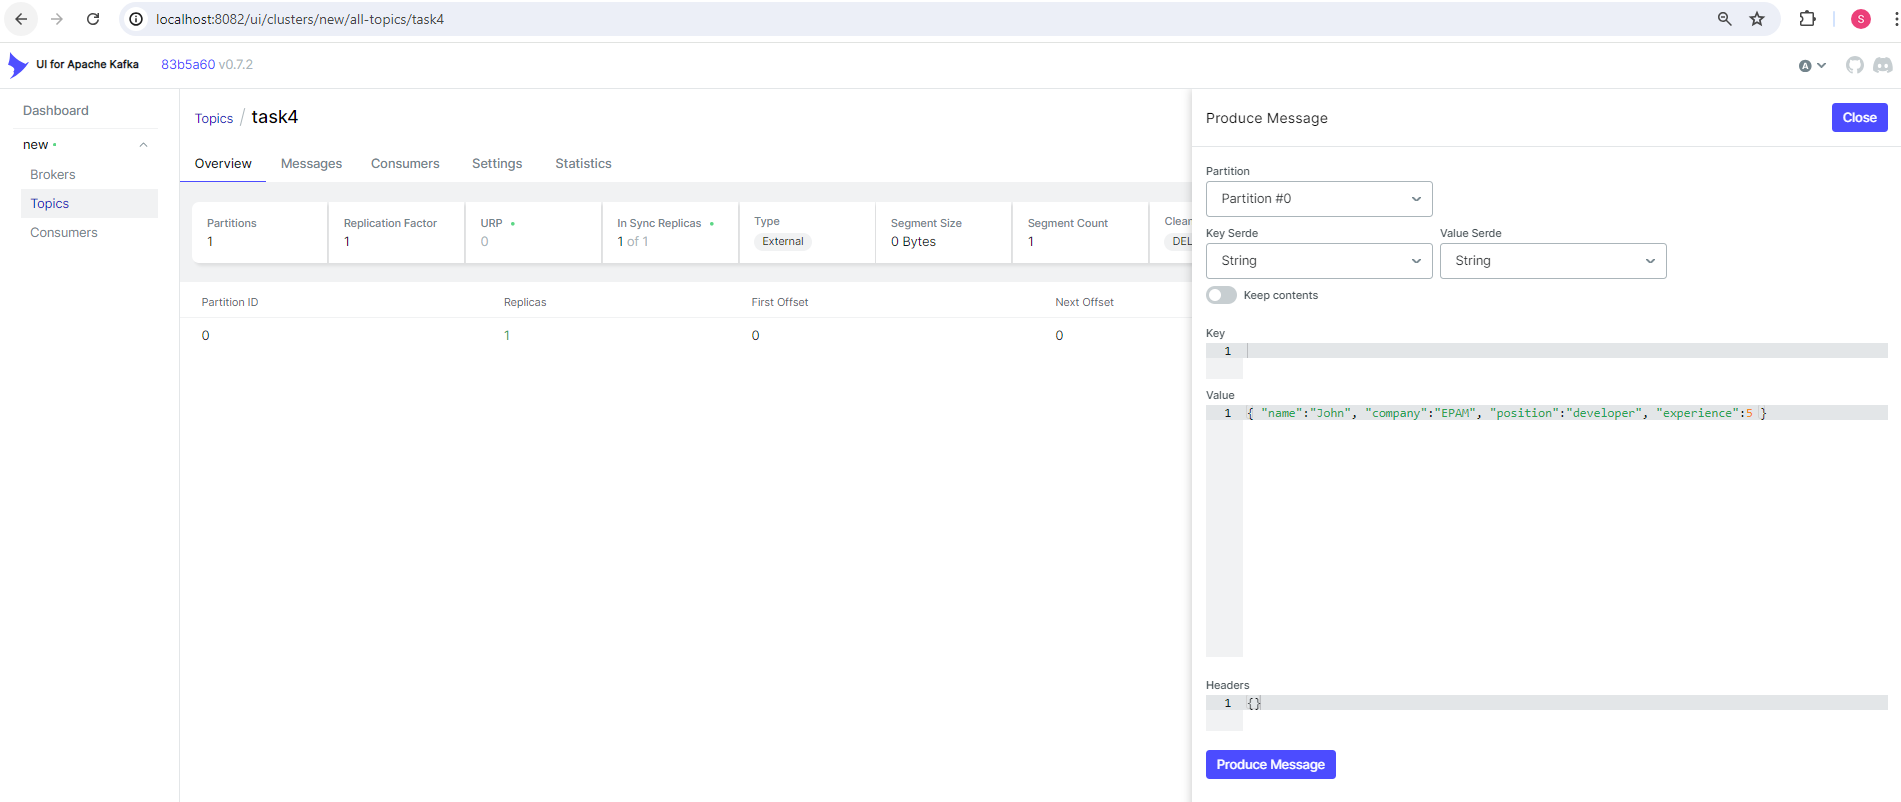 localhost:8082/ui/clusters/new/all-topics/task4
S
UI for Apache Kafka 83b5a60 v0.7.2
A
Dashboard
new
Brokers
Topics
Consumers
Topics / task4
Overview Messages Consumers Settings Statistics
Partitions Replication Factor URP In Sync Replicas Type Segment Size Segment Count Clean
1 1 0 1 of 1 External 0 Bytes 1 DEL
Partition ID Replicas First Offset Next Offset
0 1 0 0
Produce Message
Close
Partition
Partition #0
Key Serde Value Serde
String String
Keep contents
Key
1
Value
1 { "name":"John", "company":"EPAM", "position":"developer", "experience":5 }
Headers
1 {}
Produce Message